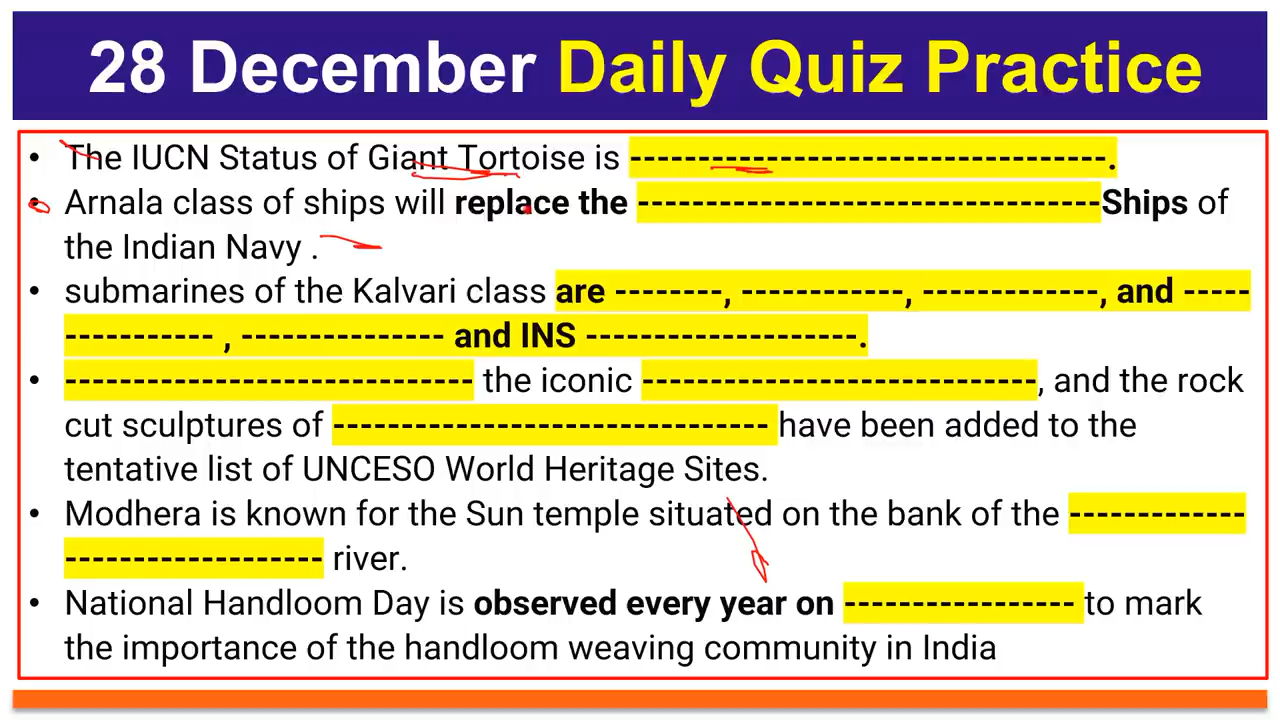 28 December Daily Quiz Practice
• The IUCN Status of Giant Tortoise is -----------------------------------.
• Arnala class of ships will replace the ----------------------------------Ships of
the Indian Navy .
• submarines of the Kalvari class are --------, ------------, -------------, and -----
----------- , --------------- and INS --------------------.
• ------------------------------ the iconic -----------------------------, and the rock
cut sculptures of -------------------------------- have been added to the
tentative list of UNCESO World Heritage Sites.
• Modhera is known for the Sun temple situated on the bank of the -------------
------------------- river.
• National Handloom Day is observed every year on ----------------- to mark
the importance of the handloom weaving community in India